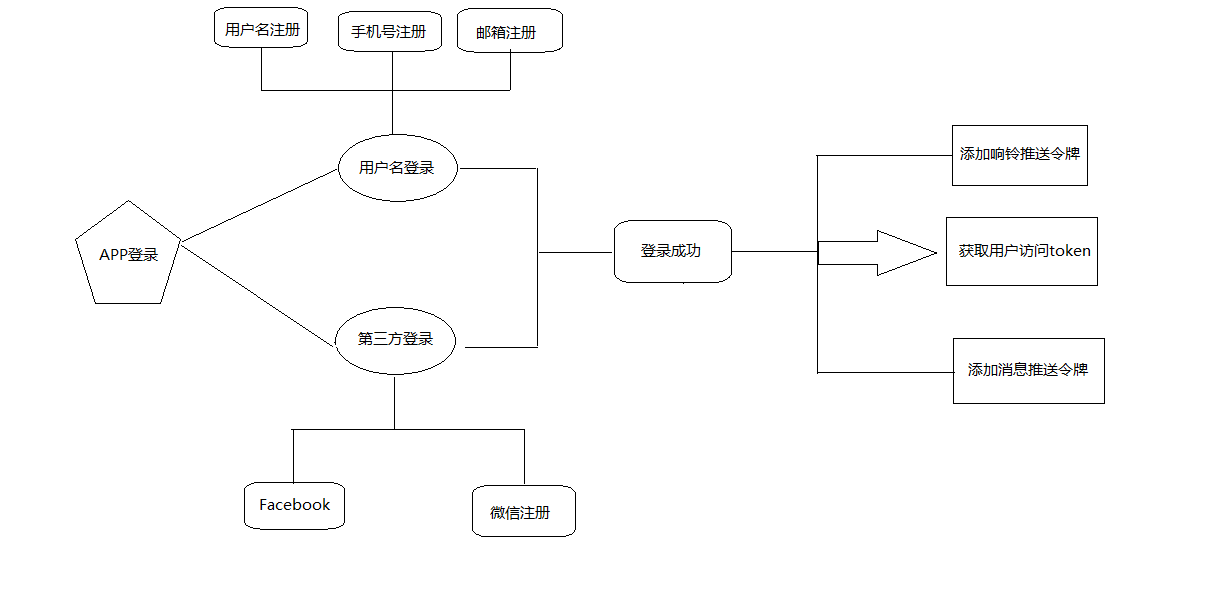 用户名注册
手机号注册
邮箱注册
用户名登录
添加响铃推送令牌
APP登录
登录成功
获取用户访问token
第三方登录
添加消息推送令牌
Facebook
微信注册